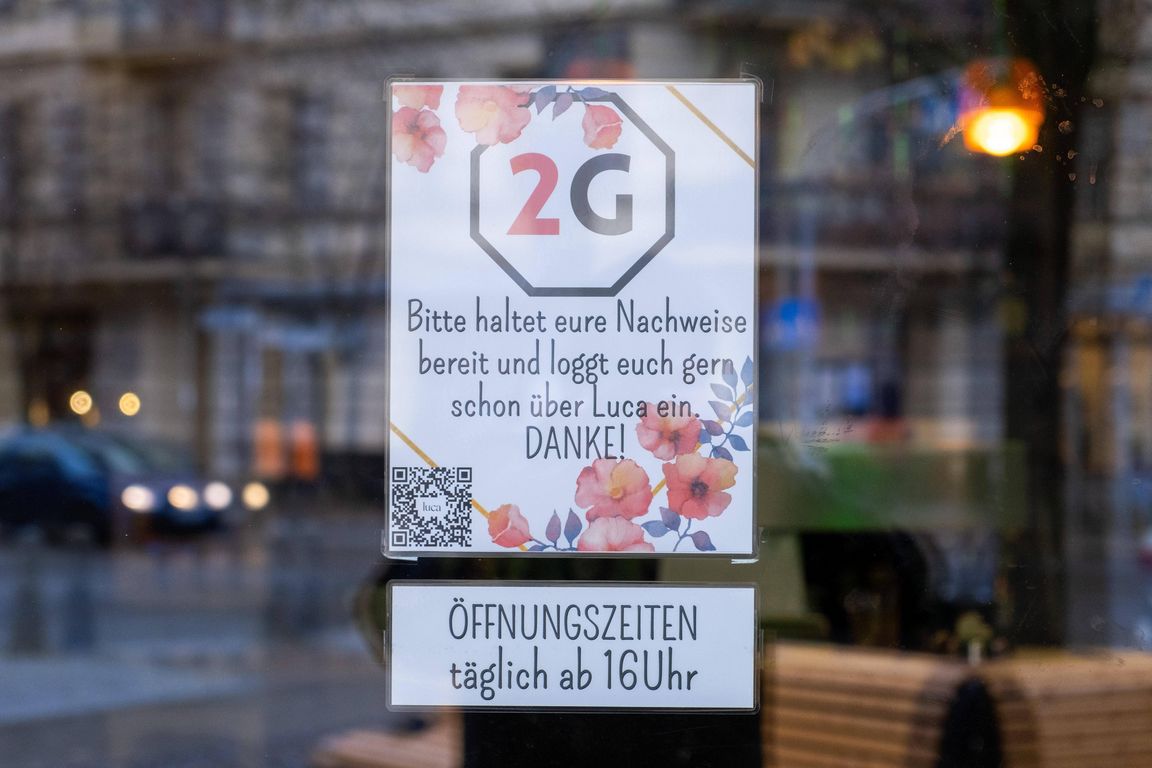 2G
Bitte haltet eure Nachweise
bereit und loggt euch gern
schon über Luca ein.
DANKE!
luca
ÖFFNUNGSZEITEN
täglich ab 16Uhr